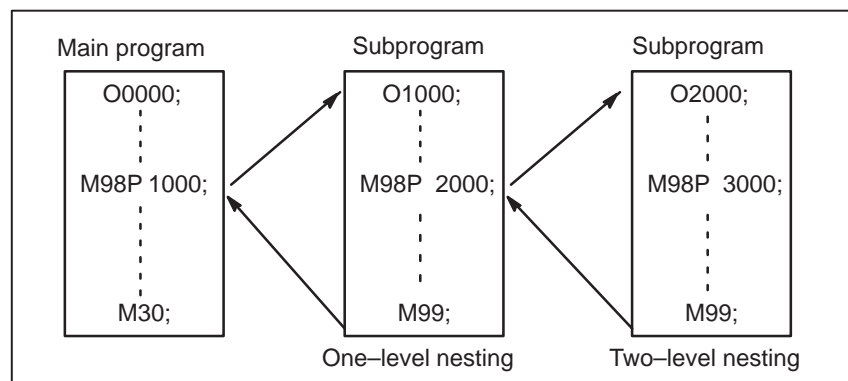 Main program
O0000;
M98P 1000;
M30;
Subprogram
O1000;
M98P 2000;
M99;
One–level nesting
Subprogram
O2000;
M98P 3000;
M99;
Two–level nesting